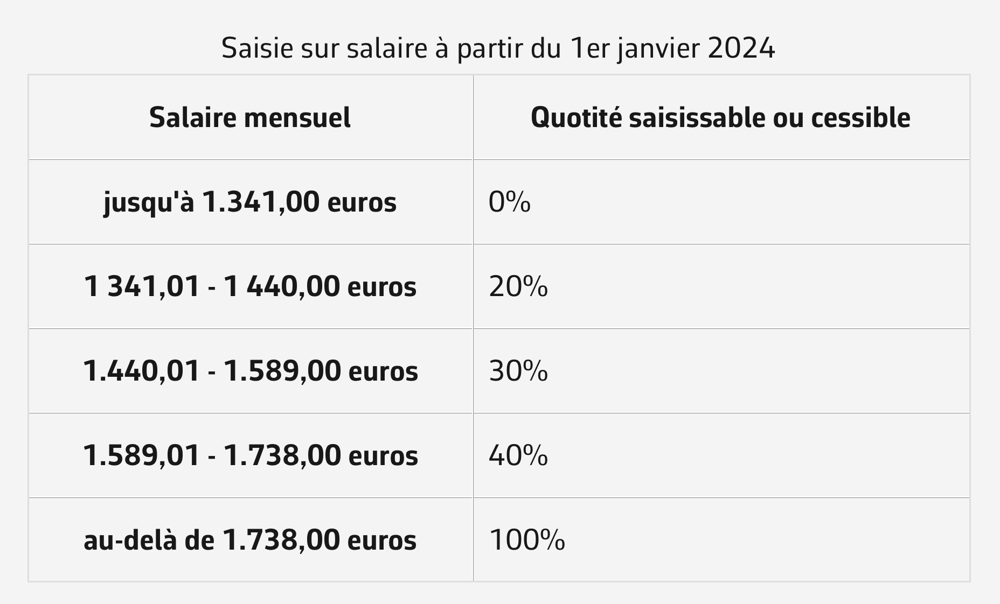 Saisie sur salaire à partir du 1er janvier 2024
Salaire mensuel Quotité saisissable ou cessible
jusqu'à 1.341,00 euros 0%
1 341,01 - 1 440,00 euros 20%
1.440,01 - 1.589,00 euros 30%
1.589,01 - 1.738,00 euros 40%
au-delà de 1.738,00 euros 100%